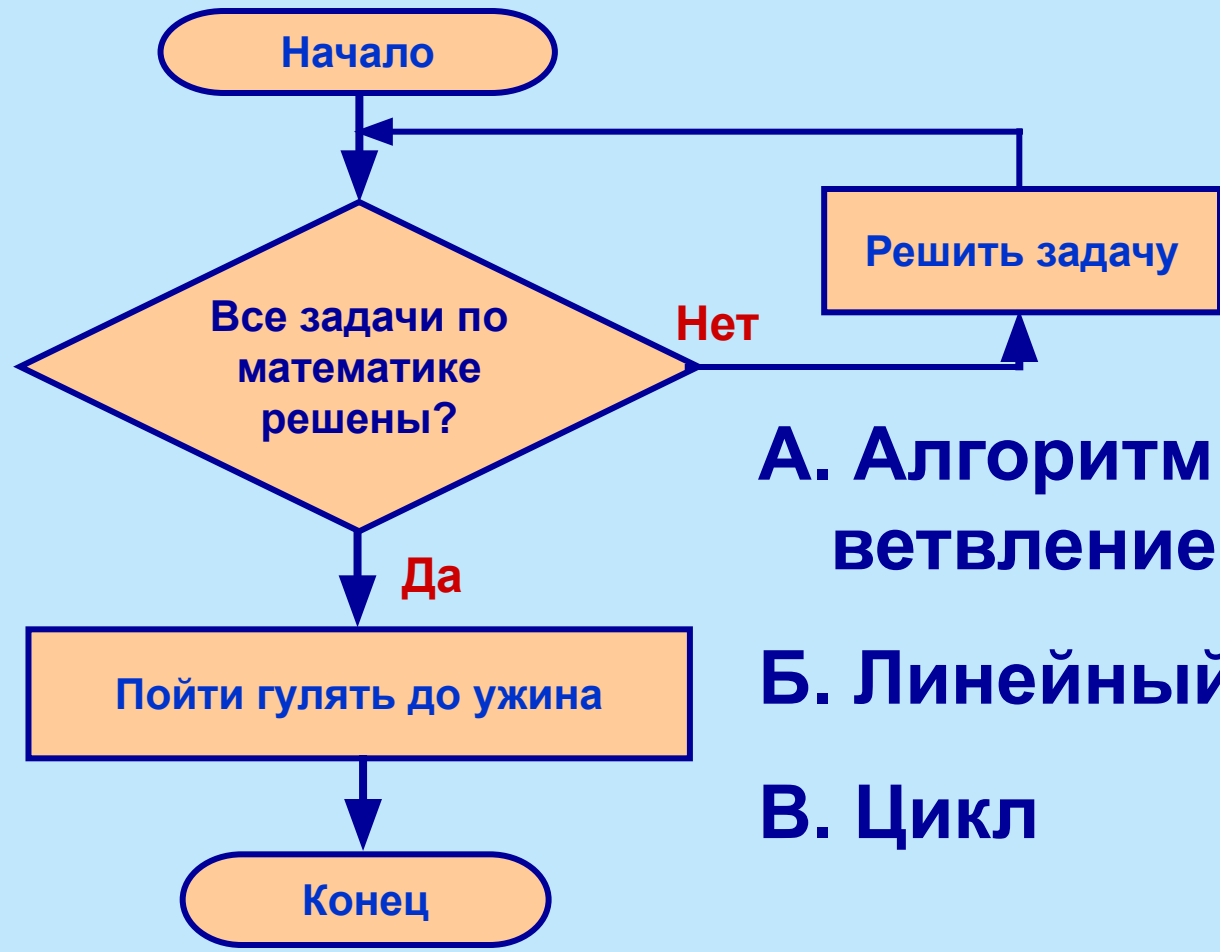 Начало
Решить задачу
Все задачи по
математике
решены?
Нет
А. Алгоритм
ветвление
Да
Б. Линейный
Пойти гулять до ужина
В. Цикл
Конец